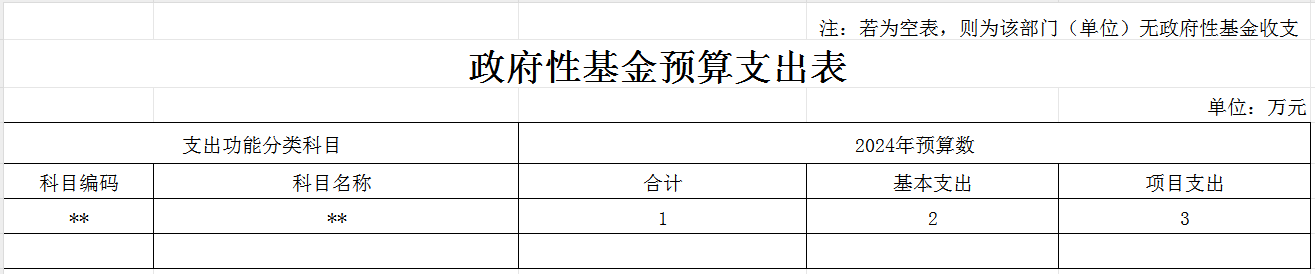 注：若为空表，则为该部门（单位）无政府性基金收支
政府性基金预算支出表
单位：万元
支出功能分类科目 2024年预算数
科目编码 科目名称 合计 基本支出 项目支出
** ** 1 2 3